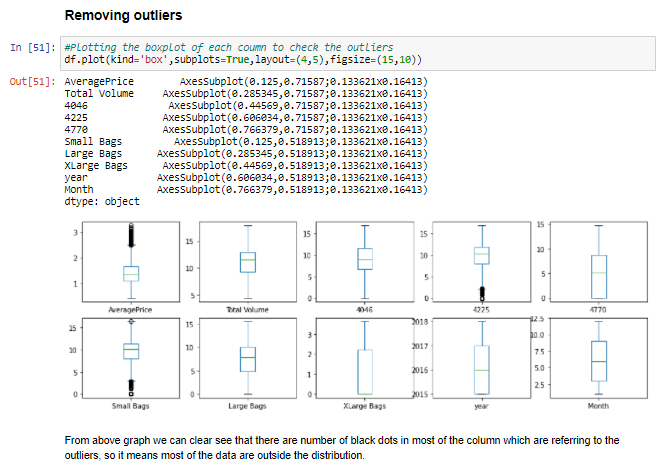 Removing outliers
In [51]: #Plotting the boxplot of each coumn to check the outliers
df.plot(kind='box',subplots=True,layout=(4,5),figsize=(15,10))
Out[51]: AveragePrice AxesSubplot(0.125,0.71587;0.133621x0.16413)
Total Volume AxesSubplot(0.285345,0.71587;0.133621x0.16413)
4046 AxesSubplot(0.44569,0.71587;0.133621x0.16413)
4225 AxesSubplot(0.606034,0.71587;0.133621x0.16413)
4770 AxesSubplot(0.766379,0.71587;0.133621x0.16413)
Small Bags AxesSubplot(0.125,0.518913;0.133621x0.16413)
Large Bags AxesSubplot(0.285345,0.518913;0.133621x0.16413)
XLarge Bags AxesSubplot(0.44569,0.518913;0.133621x0.16413)
year AxesSubplot(0.606034,0.518913;0.133621x0.16413)
Month AxesSubplot(0.766379,0.518913;0.133621x0.16413)
dtype: object
3
2
1
AveragePrice
15
10
5
Total Volume
15
10
5
0
4046
15
10
5
0
4225
15
10
5
0
4770
15
10
5
0
Small Bags
15
10
5
0
Large Bags
3
2
1
0
XLarge Bags
2018
2017
2016
2015
year
12.5
10.0
7.5
5.0
2.5
Month
From above graph we can clear see that there are number of black dots in most of the column which are referring to the
outliers, so it means most of the data are outside the distribution.